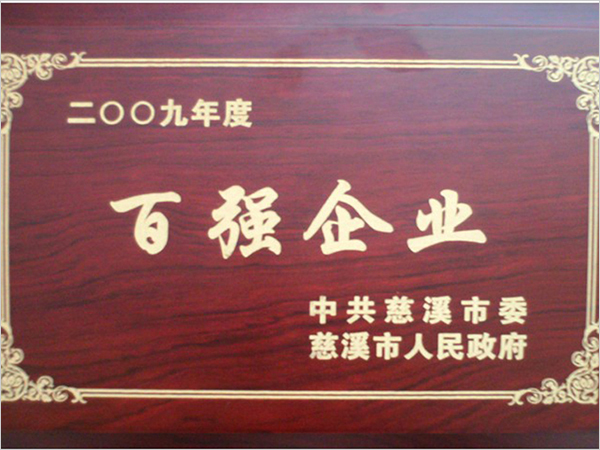 二〇〇九年度
百强企业
中共慈溪市委
慈溪市人民政府